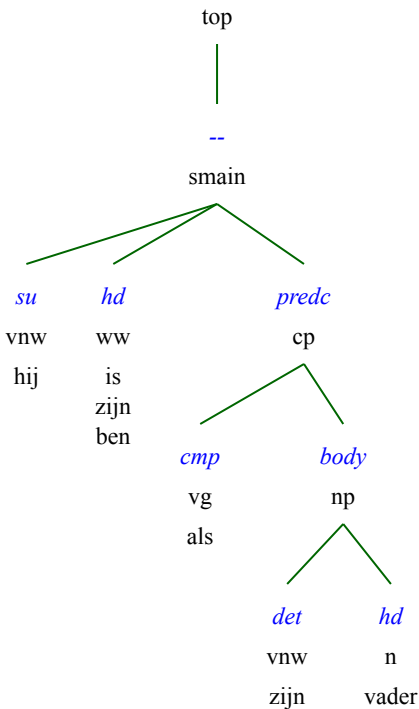 top
--
smain
su hd predc
vnw ww cp
hij is
zijn
ben
cmp body
vg np
als
det hd
vnw n
zijn vader